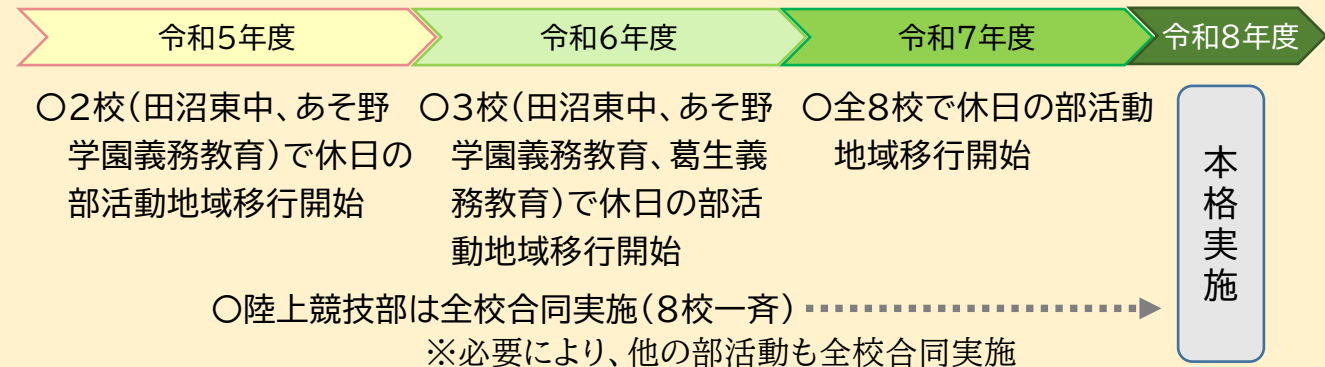 令和5年度
令和6年度
令和7年度
令和8年度
〇2校(田沼東中、あそ野
学園義務教育)で休日の
部活動地域移行開始
〇3校(田沼東中、あそ野
学園義務教育、葛生義
務教育)で休日の部活
動地域移行開始
〇全8校で休日の部活動
地域移行開始
〇陸上競技部は全校合同実施(8校一斉)
※必要により、他の部活動も全校合同実施
本格実施